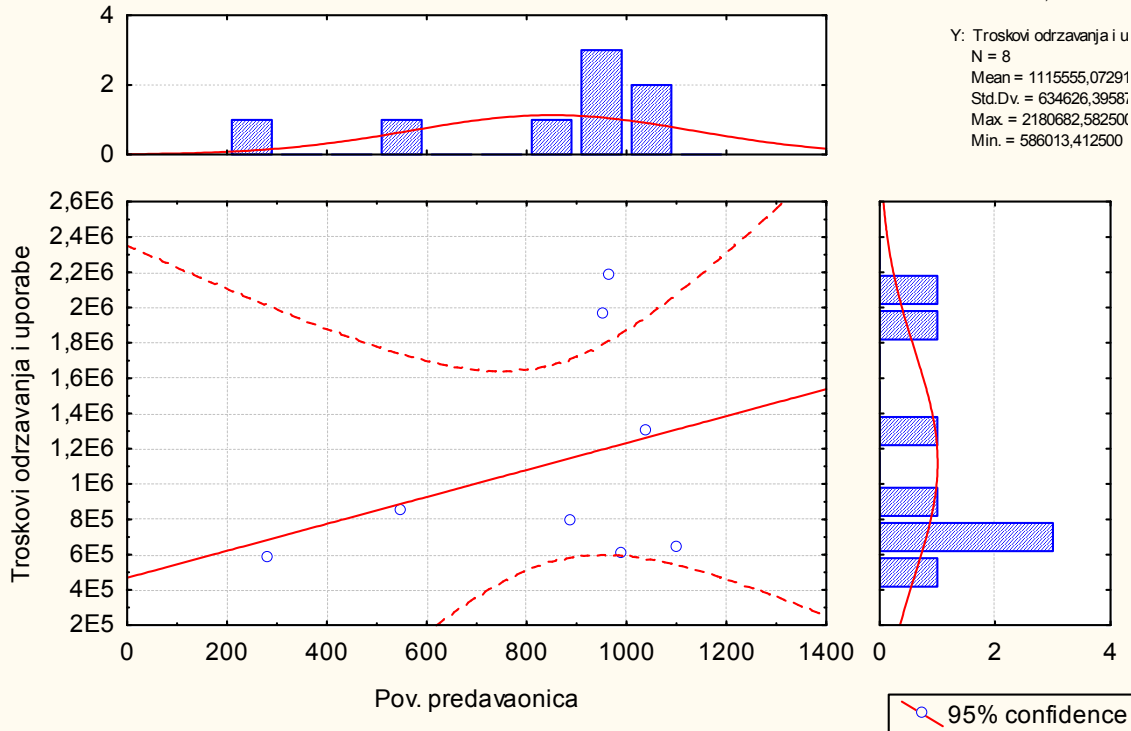 4
2
0
Y: Troskovi odrzavanja i u
N = 8
Mean = 1115555,07291
Std.Dv. = 634626,39587
Max. = 2180682,582500
Min. = 586013,412500
Troskovi odrzavanja i uporabe
2,6E6
2,4E6
2,2E6
2E6
1,8E6
1,6E6
1,4E6
1,2E6
1E6
8E5
6E5
4E5
2E5
0 200 400 600 800 1000 1200 1400
Pov. predavaonica
0 2 4
95% confidence